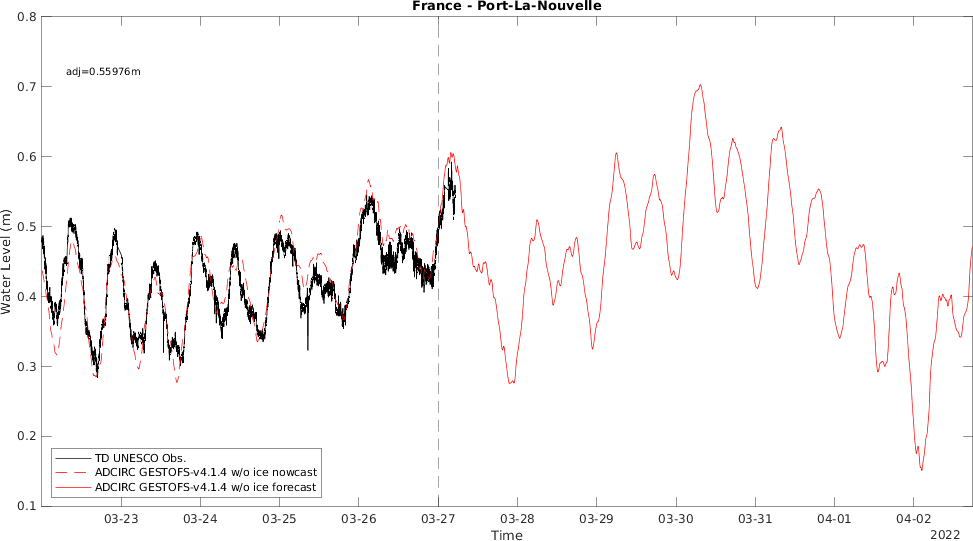 France - Port-La-Nouvelle
0.8
0.7
0.6
0.5
0.4
0.3
0.2
0.1
Water Level (m)
adj=0.55976m
TD UNESCO Obs.
ADCIRC GESTOFS-v4.1.4 w/o ice nowcast
ADCIRC GESTOFS-v4.1.4 w/o ice forecast
03-23 03-24 03-25 03-26 03-27 03-28 03-29 03-30 03-31 04-01 04-02
Time
2022